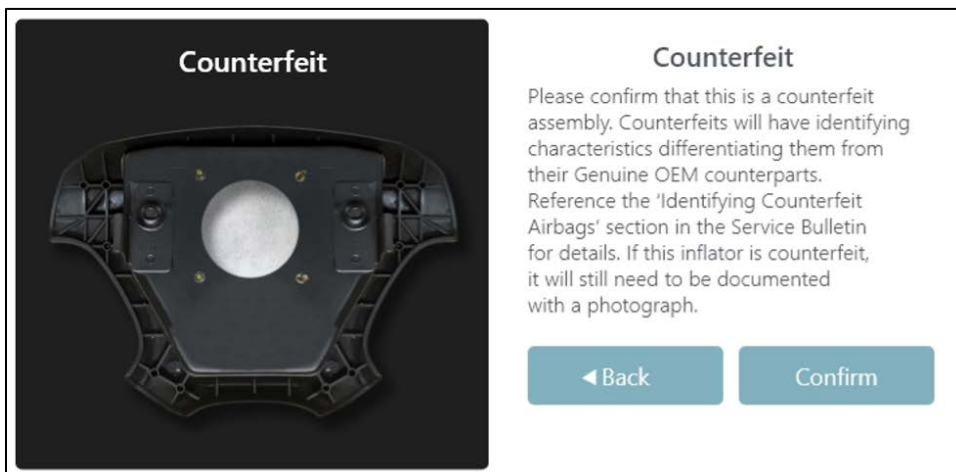 Counterfeit
Counterfeit
Please confirm that this is a counterfeit
assembly. Counterfeits will have identifying
characteristics differentiating them from
their Genuine OEM counterparts.
Reference the ‘Identifying Counterfeit
Airbags’ section in the Service Bulletin
for details. If this inflator is counterfeit,
it will still need to be documented
with a photograph.
◀Back
Confirm